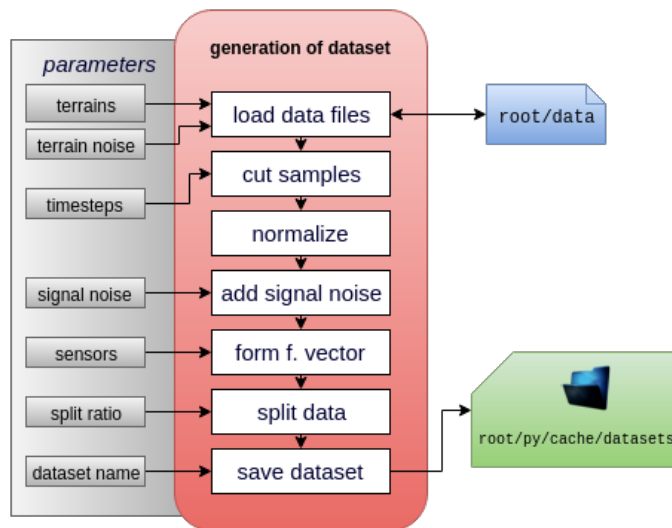 generation of dataset
parameters
terrains
load data files
root/data
terrain noise
cut samples
timesteps
normalize
signal noise
add signal noise
sensors
form f. vector
split ratio
split data
root/py/cache/datasets
dataset name
save dataset